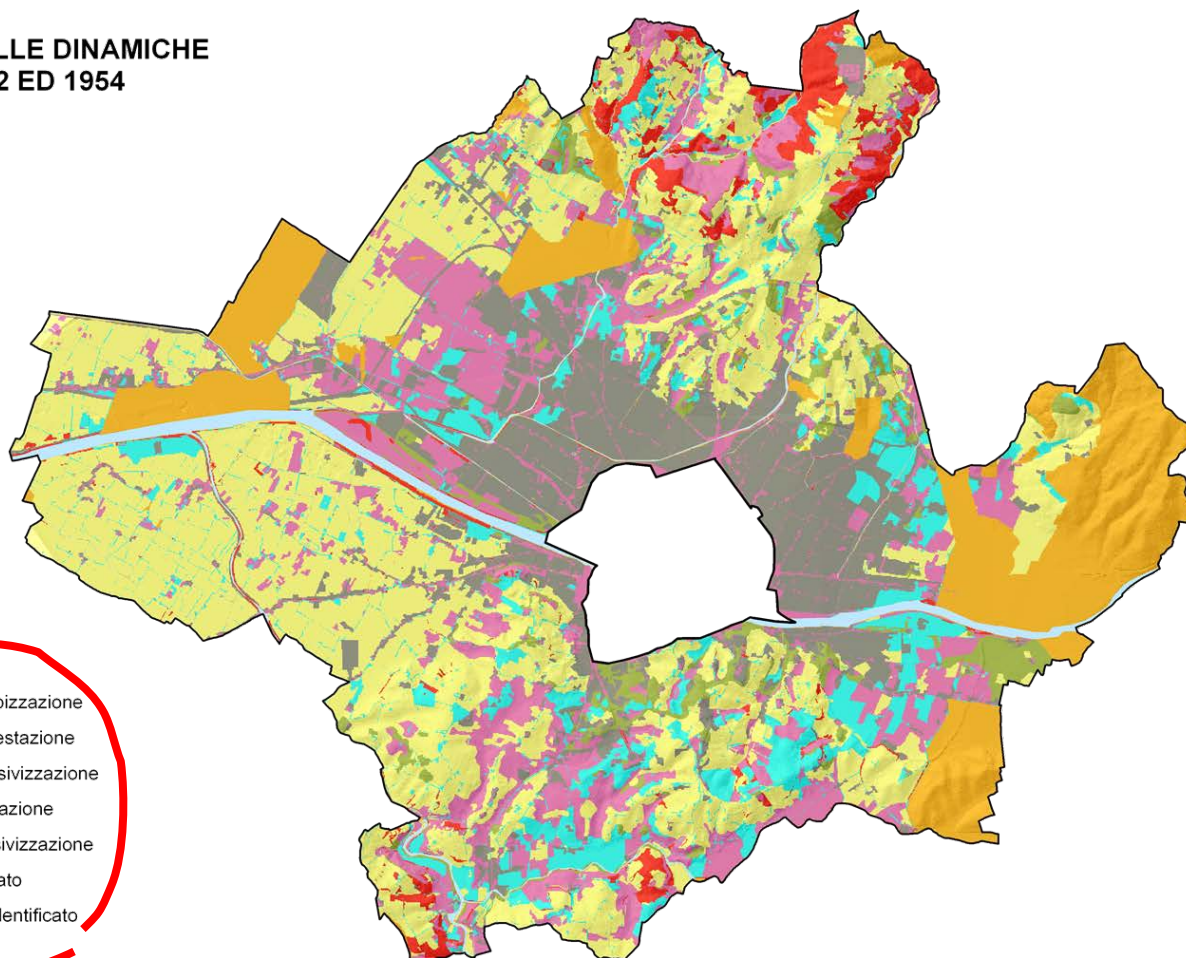 LLE DINAMICHE
2 ED 1954
pizzazione
estazione
sivizzazione
azione
sivizzazione
ato
dentificato